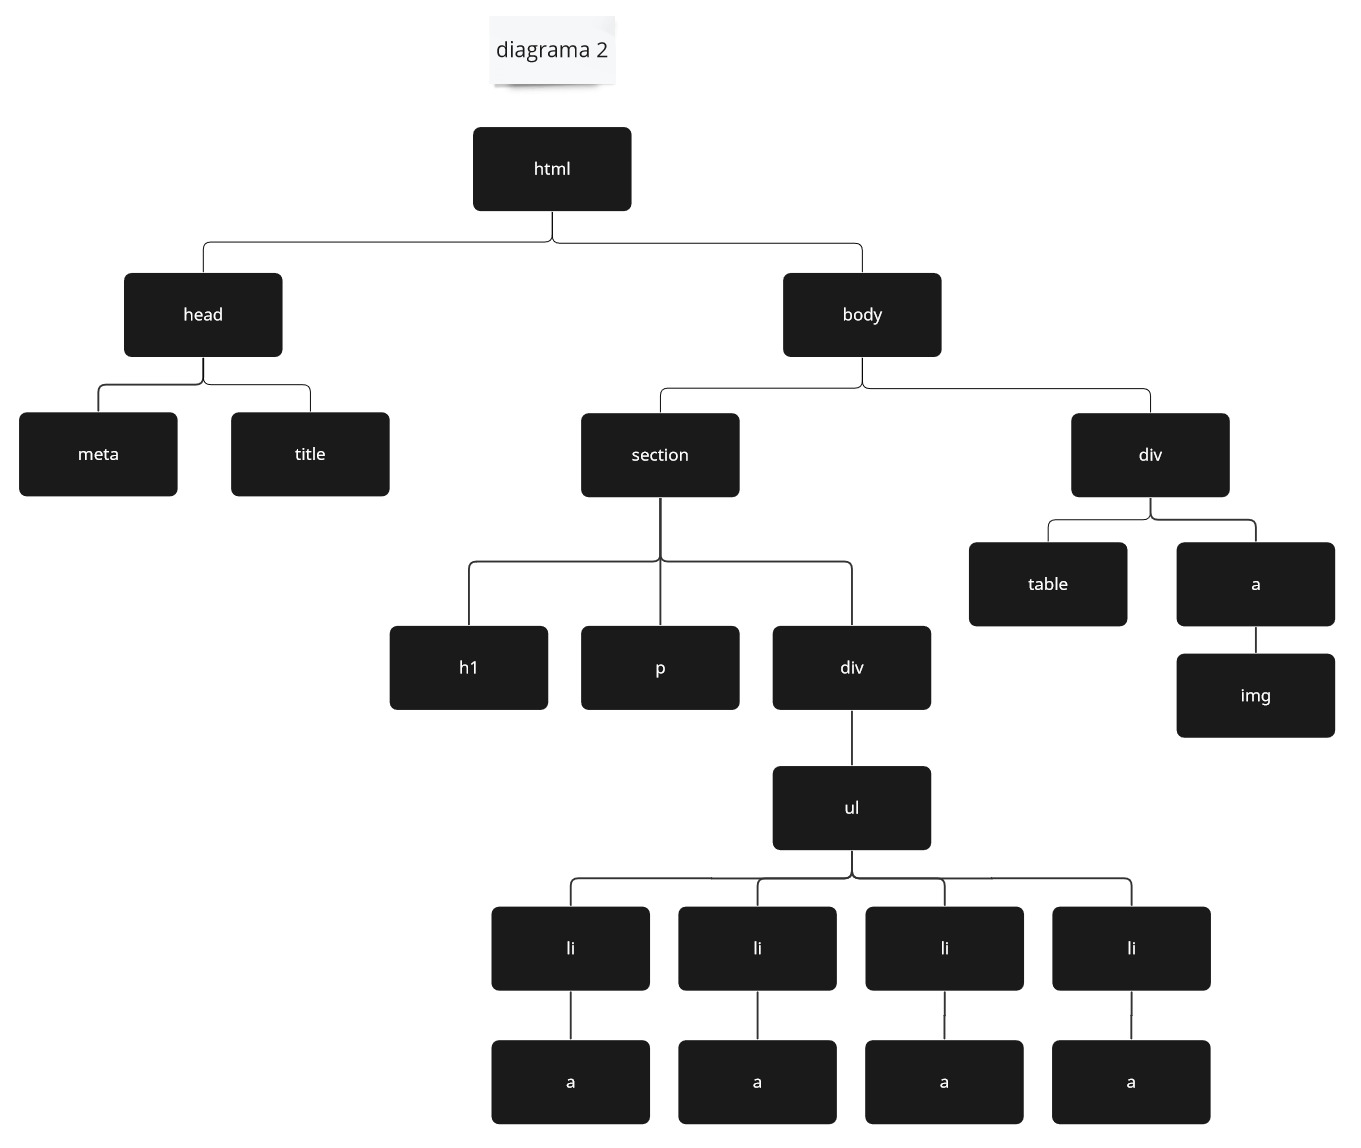 diagrama 2
html
head
body
meta
title
section
div
table
a
h1
p
div
img
ul
li
li
li
li
a
a
a
a